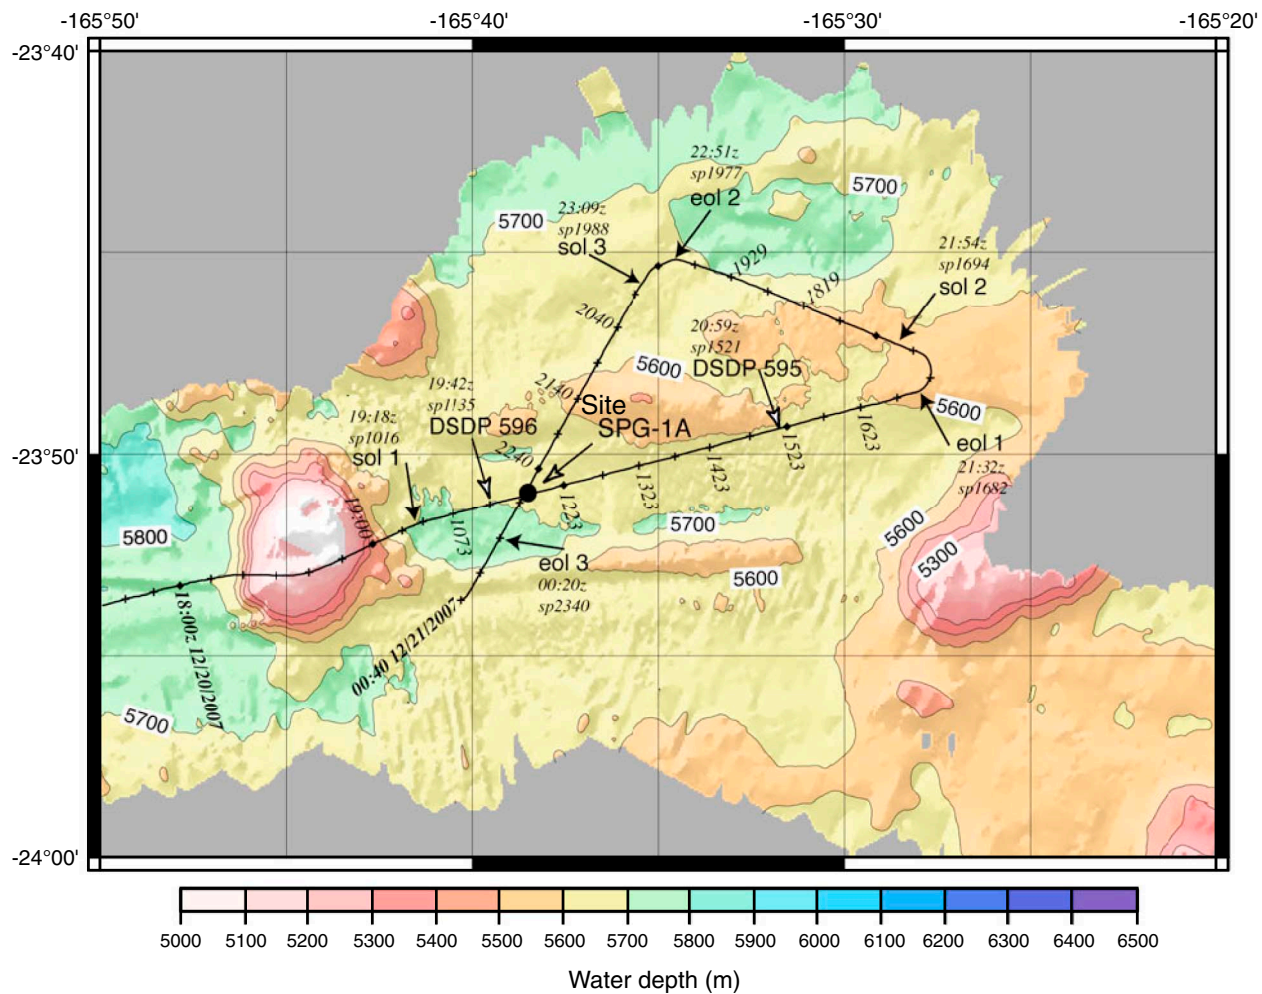 -165°50'
-165°40'
-165°30'
-165°20'
-23°40'
22:51z
sp1977
eol 2
5700
23:09z
sp1988
sol 3
5700
21:54z
sp1694
sol 2
1929
1819
2040
20:59z
sp1521
DSDP 595
5600
19:42z
sp1135
DSDP 596
2140
Site
SPG-1A
5600
19:18z
sp1016
sol 1
1623
eol 1
21:32z
sp1682
-23°50'
2240
1523
1423
1323
1223
19:00
1073
5700
5600
5300
5800
eol 3
00:20z
sp2340
5600
18:00z 12/20/2007
00:40 12/21/2007
5700
-24°00'
5000
5100
5200
5300
5400
5500
5600
5700
5800
5900
6000
6100
6200
6300
6400
6500
Water depth (m)